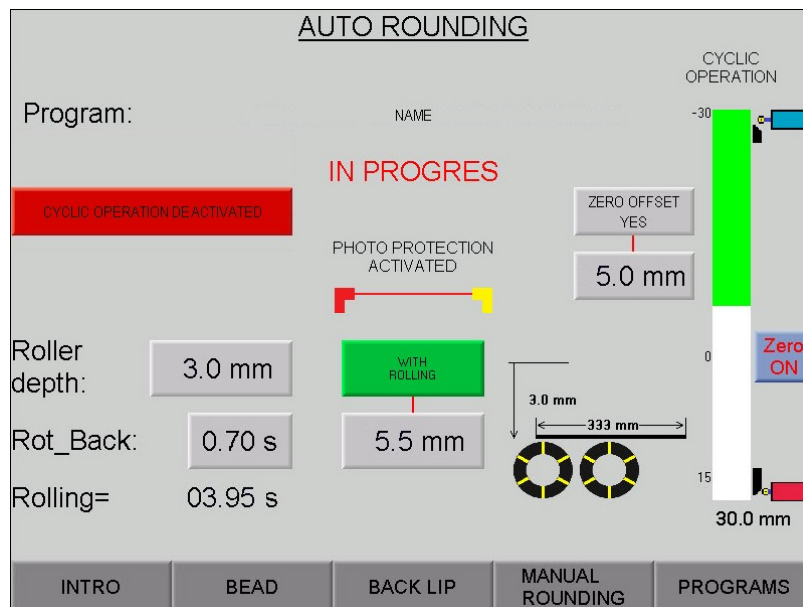 AUTO ROUNDING
CYCLIC
OPERATION
Program:
NAME
-30
IN PROGRES
CYCLIC OPERATION DEACTIVATED
ZERO OFFSET
YES
PHOTO PROTECTION
ACTIVATED
5.0 mm
Roller
depth:
3.0 mm
WITH
ROLLING
0
Zero
ON
3.0 mm
333 mm
Rot_Back:
0.70 s
5.5 mm
Rolling=
03.95 s
15
30.0 mm
INTRO
BEAD
BACK LIP
MANUAL
ROUNDING
PROGRAMS